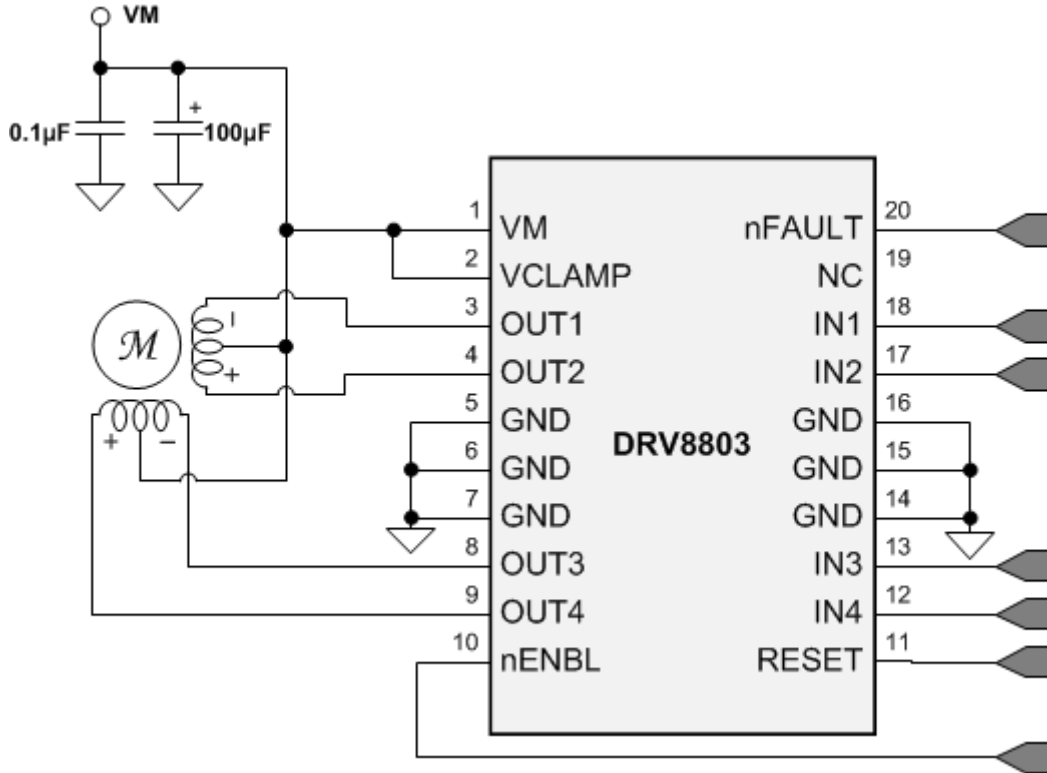 VM
+
0.1µF
100µF
1
VM
nFAULT
20
2
VCLAMP
NC
19
3
OUT1
IN1
18
M
−
+
4
OUT2
IN2
17
5
GND
GND
16
+
−
DRV8803
6
GND
GND
15
7
GND
GND
14
8
OUT3
IN3
13
9
OUT4
IN4
12
10
nENBL
RESET
11